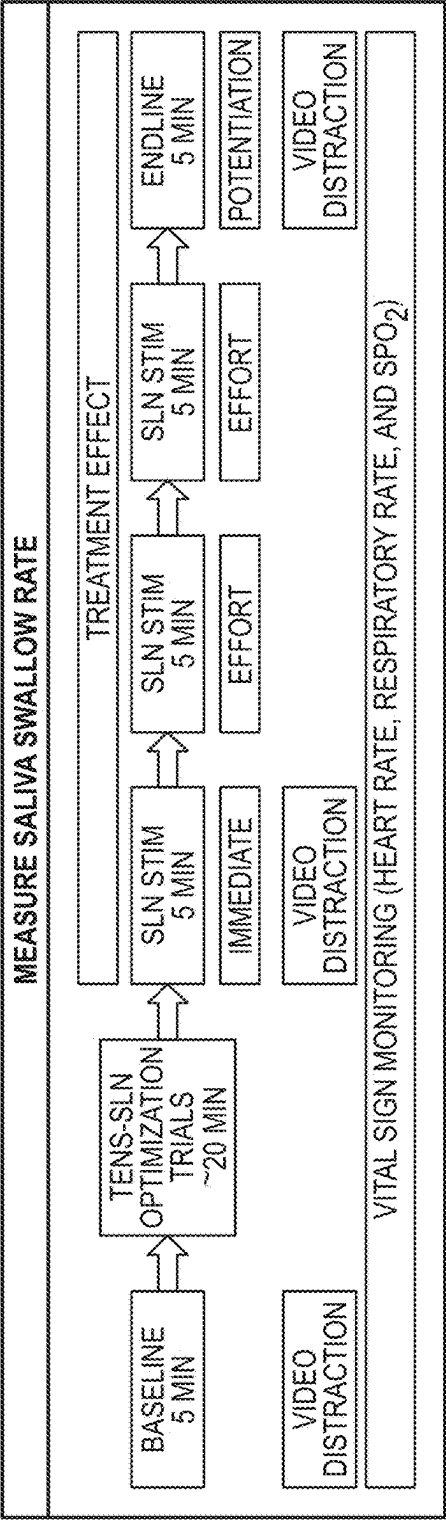 MEASURE SALIVA SWALLOW RATE
TREATMENT EFFECT
BASELINE
5 MIN
TENS-SLN
OPTIMIZATION
TRIALS
~20 MIN
SLN STIM
5 MIN
SLN STIM
5 MIN
SLN STIM
5 MIN
ENDLINE
5 MIN
IMMEDIATE
EFFORT
EFFORT
POTENTIATION
VIDEO
DISTRACTION
VIDEO
DISTRACTION
VIDEO
DISTRACTION
VITAL SIGN MONITORING (HEART RATE, RESPIRATORY RATE, AND SPO2)